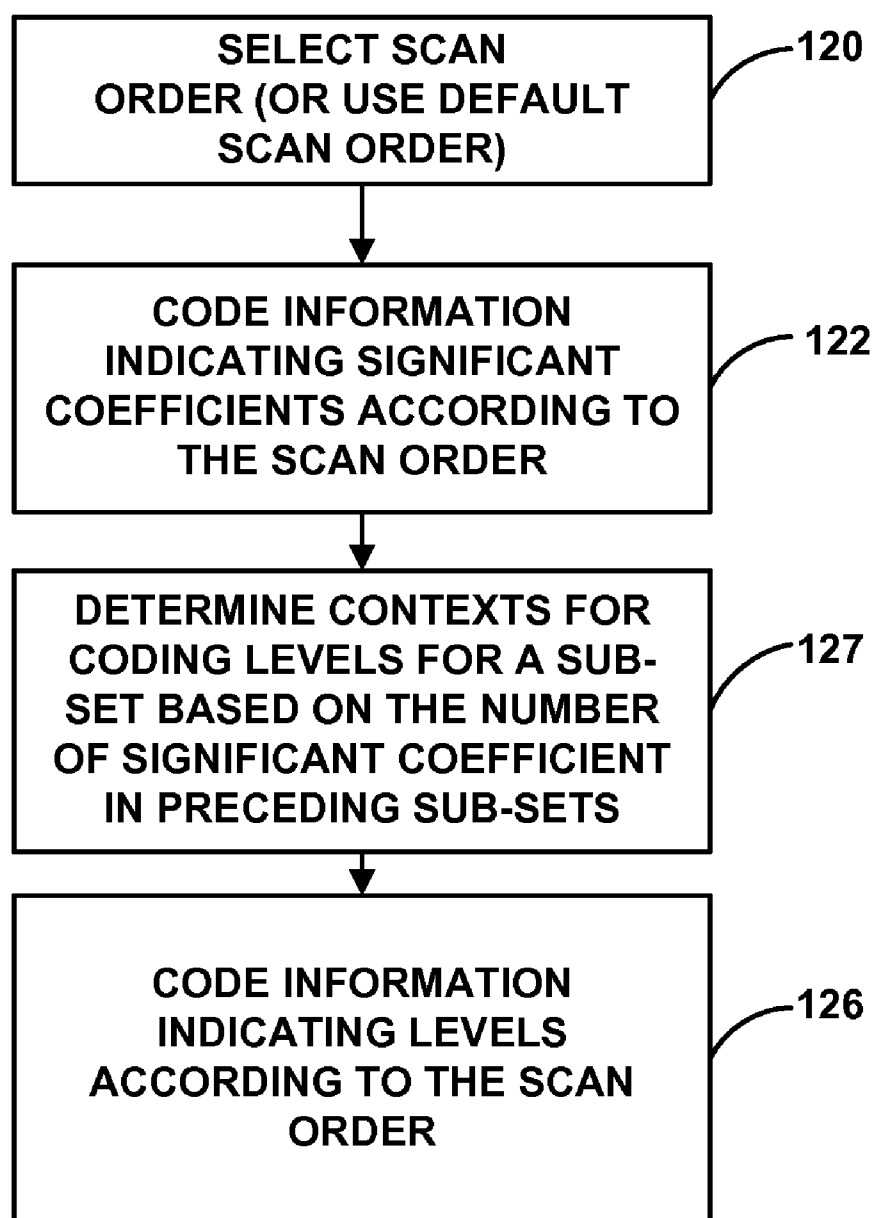 SELECT SCAN
ORDER (OR USE DEFAULT
SCAN ORDER)
120
CODE INFORMATION
INDICATING SIGNIFICANT
COEFFICIENTS ACCORDING TO
THE SCAN ORDER
122
DETERMINE CONTEXTS FOR
CODING LEVELS FOR A SUB-
SET BASED ON THE NUMBER
OF SIGNIFICANT COEFFICIENT
IN PRECEDING SUB-SETS
127
CODE INFORMATION
INDICATING LEVELS
ACCORDING TO THE SCAN
ORDER
126